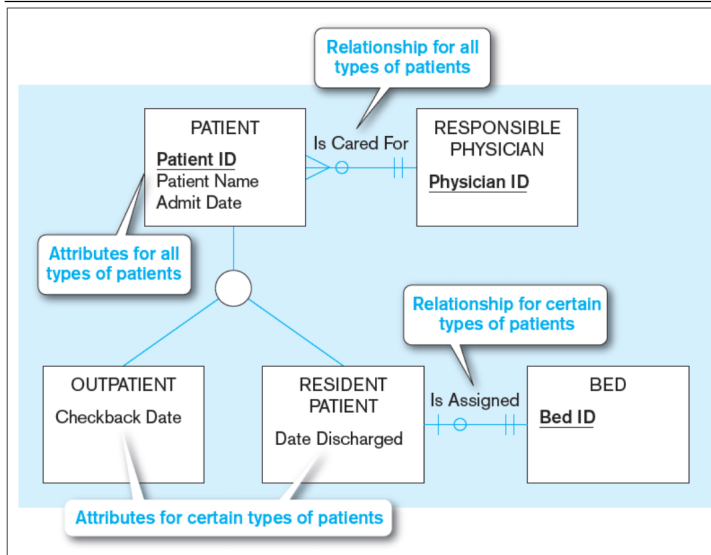 Relationship for all
types of patients
PATIENT
Patient ID
Patient Name
Admit Date
Is Cared For
RESPONSIBLE
PHYSICIAN
Physician ID
Attributes for all
types of patients
Relationship for certain
types of patients
OUTPATIENT
Checkback Date
RESIDENT
PATIENT
Date Discharged
Is Assigned
BED
Bed ID
Attributes for certain types of patients